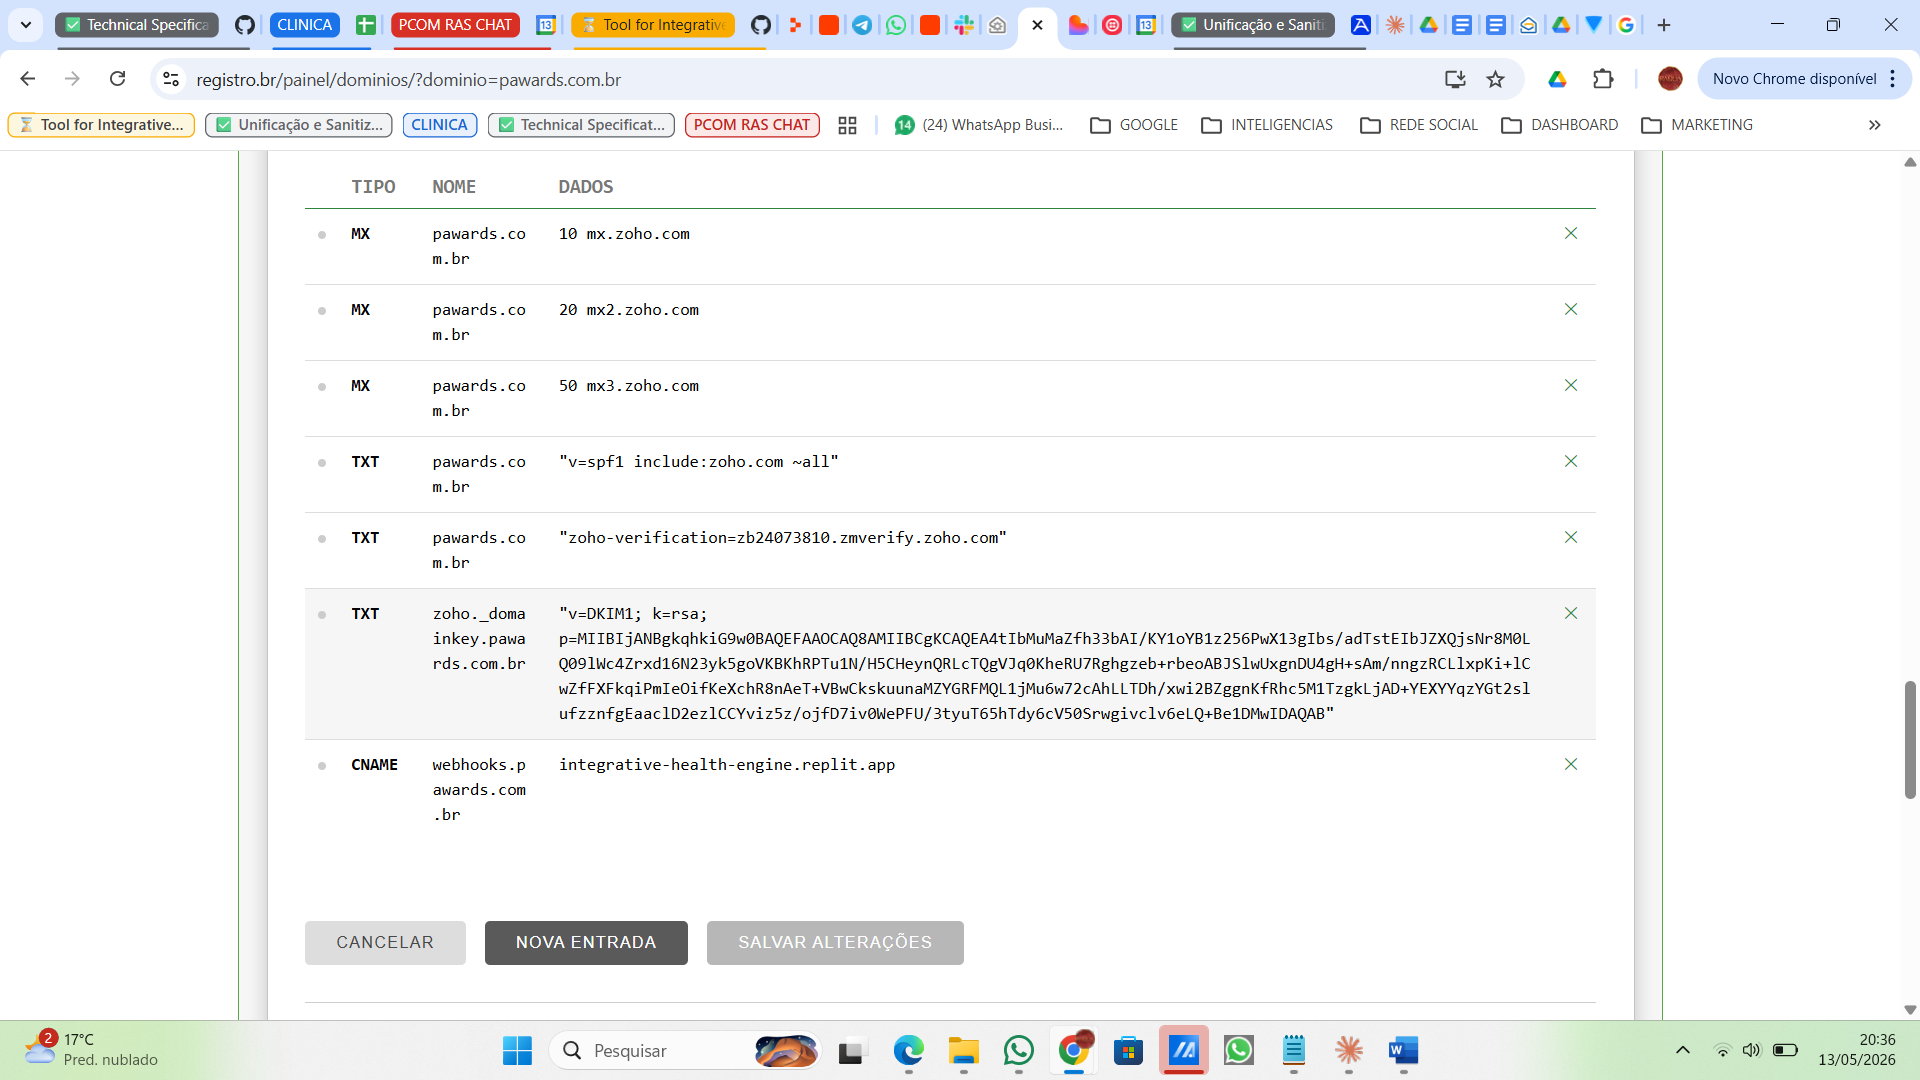 Technical Specifica
CLINICA
PCOM RAS CHAT
13
Tool for Integrative
13
Unificação e Saniti
registro.br/painel/dominios/?dominio=pawards.com.br
Novo Chrome disponível
Tool for Integrative...
Unificação e Sanitiz...
CLINICA
Technical Specificat...
PCOM RAS CHAT
14
(24) WhatsApp Busi...
GOOGLE
INTELIGENCIAS
REDE SOCIAL
DASHBOARD
MARKETING
TIPO NOME DADOS
MX pawards.co 10 mx.zoho.com
m.br
MX pawards.co 20 mx2.zoho.com
m.br
MX pawards.co 50 mx3.zoho.com
m.br
TXT pawards.co "v=spf1 include:zoho.com ~all"
m.br
TXT pawards.co "zoho-verification=zb24073810.zmverify.zoho.com"
m.br
TXT zoho._doma "v=DKIM1; k=rsa;
inkey.pawa p=MIIBIjANBgkqhkiG9w0BAQEFAAOCAQ8AMIIBCgKCAQEA4tIbMuMaZfh33bAI/KY1oYB1z256PwX13gIbs/adTstEIbJZXQjsNr8M0L
rds.com.br Q09lWc4Zrxd16N23yk5goVKBKhRPTu1N/H5CHeynQRLcTQgVJq0KheRU7Rghgzeb+rbeoABJSlwUxgnDU4gH+sAm/nngzRCLlxpKi+lC
wZfFXFkqiPmIeOifKeXchR8nAeT+VBwCkskuunaMZYGRFMQL1jMu6w72cAhLLTDh/xwi2BZggnKfRhc5M1TzgkLjAD+YEXYYqzYGt2sl
ufzznfgEaaclD2ezlCCYviz5z/ojfD7iv0WePFU/3tyuT65hTdy6cV50Srwgivclv6eLQ+Be1DMwIDAQAB"
CNAME webhooks.p integrative-health-engine.replit.app
awards.com
.br
CANCELAR
NOVA ENTRADA
SALVAR ALTERAÇÕES
2
17°C
Pred. nublado
Pesquisar
20:36
13/05/2026